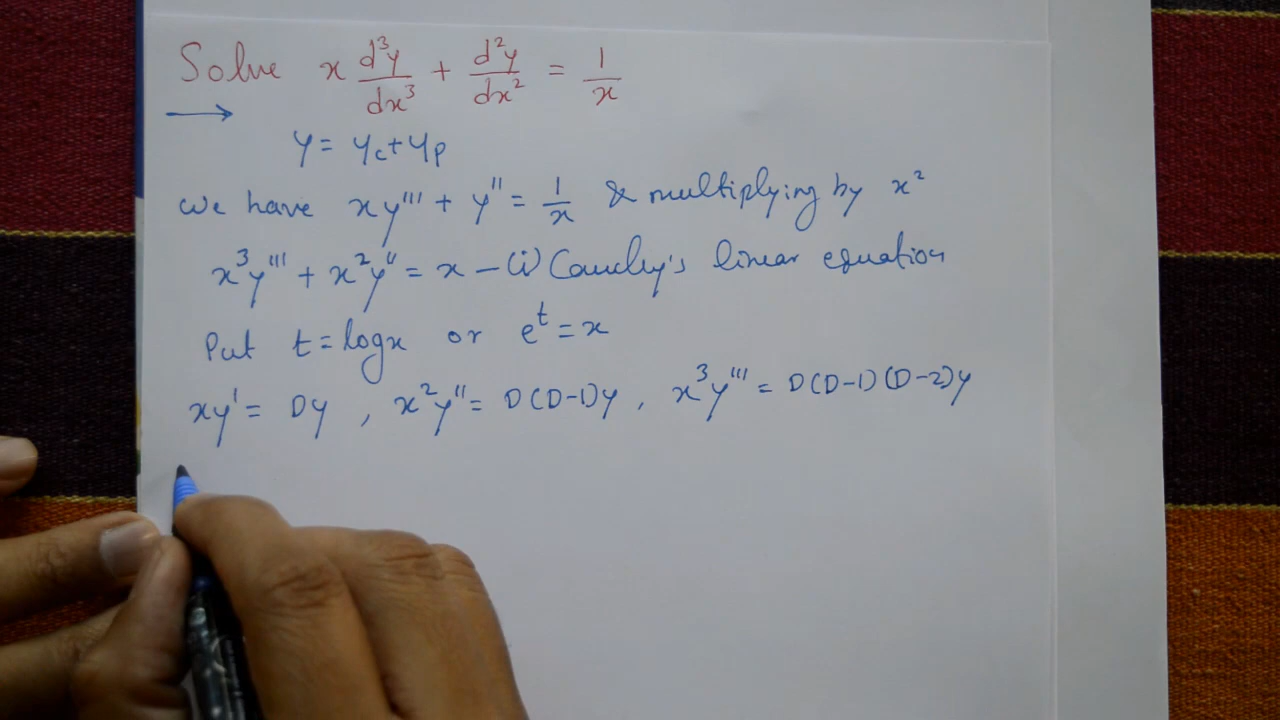 Solve x d³y/dx³ + d²y/dx² = 1/x
y = yc + yp
We have xy''' + y'' = 1/x & multiplying by x²
x³y''' + x²y'' = x - (i) Cauchy's linear equation
Put t = logx or e^t = x
xy' = Dy , x²y'' = D(D-1)y , x³y''' = D(D-1)(D-2)y